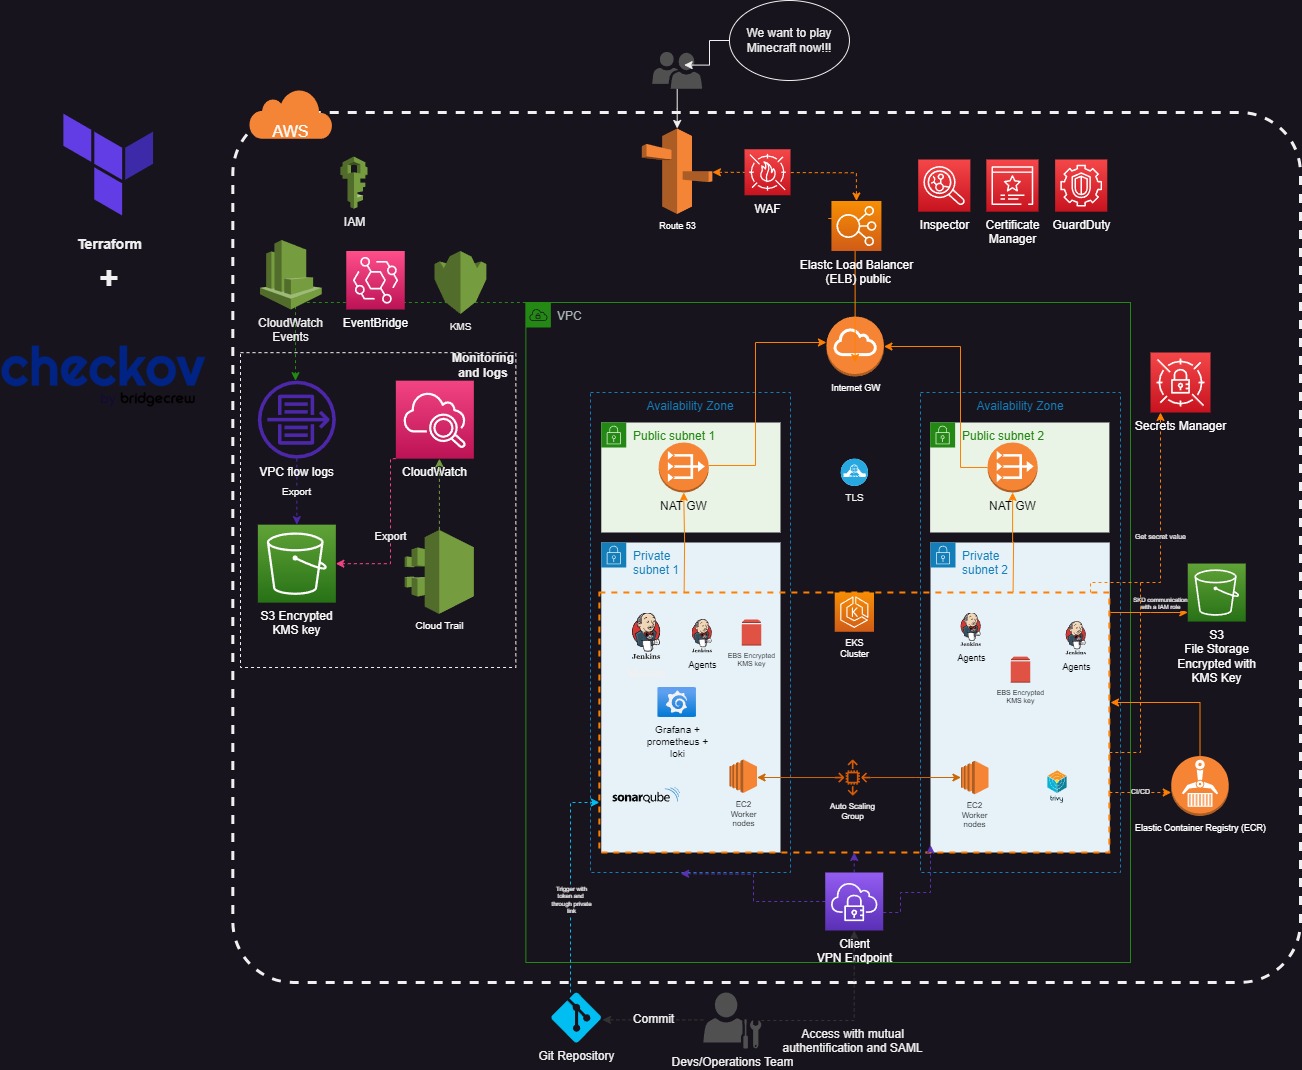 We want to play
Minecraft now!!!
AWS
Terraform
+
checkov
by bridgecrew
IAM
Route 53
WAF
Elastc Load Balancer
(ELB) public
Inspector
Certificate
Manager
GuardDuty
CloudWatch
Events
EventBridge
KMS
VPC
Internet GW
Monitoring
and logs
VPC flow logs
CloudWatch
Export
Export
S3 Encrypted
KMS key
Cloud Trail
Availability Zone
Public subnet 1
NAT GW
Private
subnet 1
Jenkins
Jenkins
Agents
EBS Encrypted
KMS key
Grafana +
prometheus +
loki
sonarqube
EC2
Worker
nodes
TLS
EKS
Cluster
Auto Scaling
Group
Availability Zone
Public subnet 2
NAT GW
Private
subnet 2
Jenkins
Agents
Jenkins
Agents
EBS Encrypted
KMS key
EC2
Worker
nodes
trivy
Secrets Manager
Get secret value
SKD communication
with a IAM role
S3
File Storage
Encrypted with
KMS Key
CI/CD
Elastic Container Registry (ECR)
Trigger with
token and
through private
link
Client
VPN Endpoint
Git Repository
Commit
Devs/Operations Team
Access with mutual
authentification and SAML